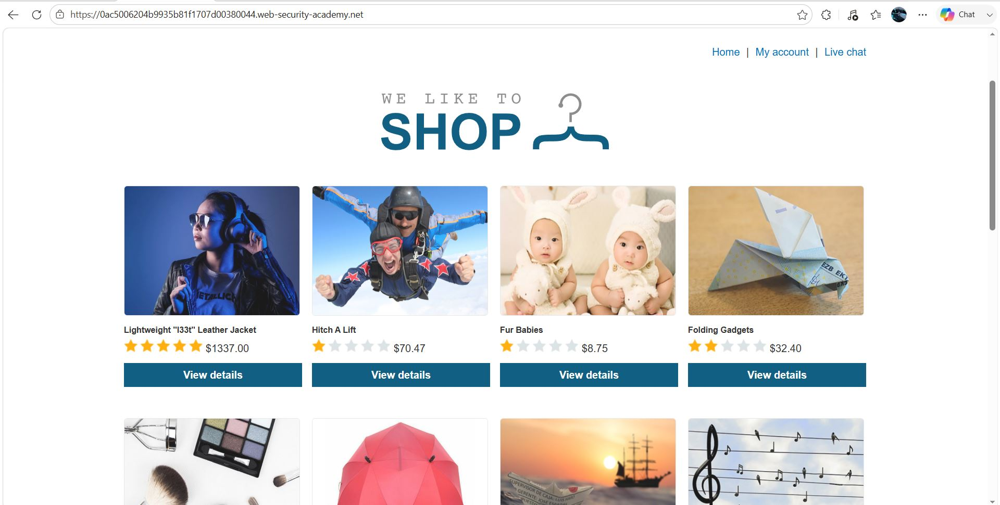 https://0ac5006204b9935b81f1707d00380044.web-security-academy.net
Chat
Home | My account | Live chat
WE LIKE TO
SHOP
METALLICA
EZB EK
EKP
Lightweight "l33t" Leather Jacket
Hitch A Lift
Fur Babies
Folding Gadgets
$1337.00
$70.47
$8.75
$32.40
View details
View details
View details
View details
SUPERVISOR DE CAJA: LUIS HARO
GERENTE: JOSE